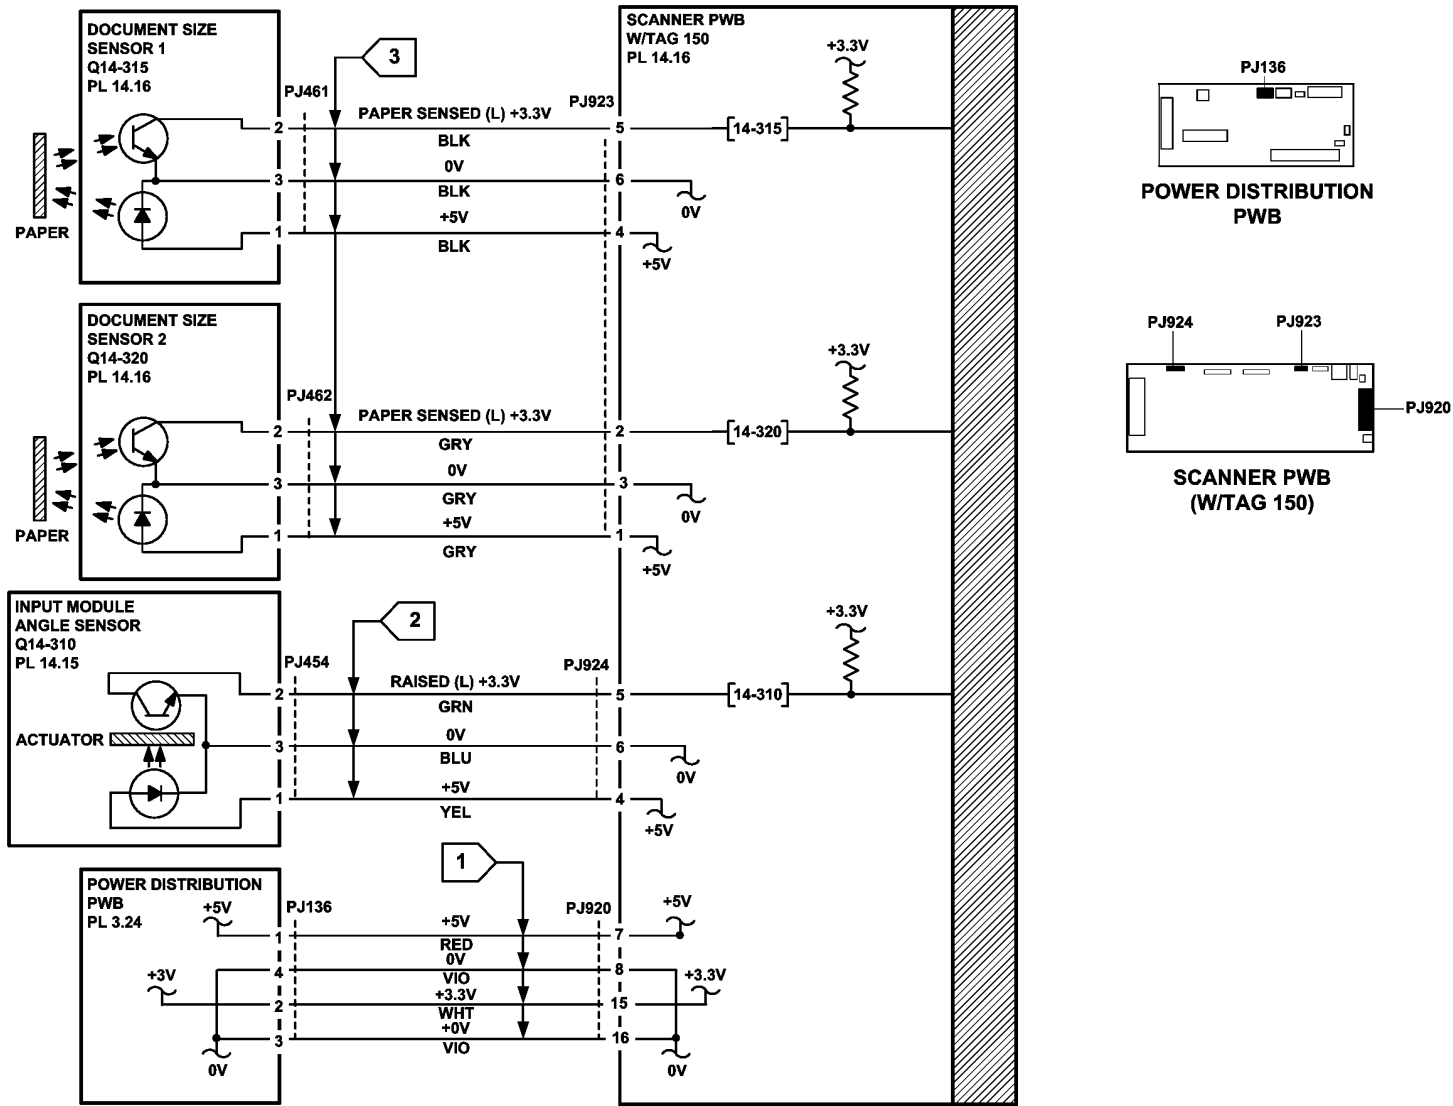 DOCUMENT SIZE
SENSOR 1
Q14-315
PL 14.16
PAPER
PJ461
2
3
1
3
PAPER SENSED (L) +3.3V
BLK
0V
BLK
+5V
BLK
PJ923
5
6
4
SCANNER PWB
W/TAG 150
PL 14.16
+3.3V
14-315
0V
+5V
DOCUMENT SIZE
SENSOR 2
Q14-320
PL 14.16
PAPER
PJ462
2
3
1
PAPER SENSED (L) +3.3V
GRY
0V
GRY
+5V
GRY
2
3
1
+3.3V
14-320
0V
+5V
INPUT MODULE
ANGLE SENSOR
Q14-310
PL 14.15
ACTUATOR
PJ454
2
3
1
2
RAISED (L) +3.3V
GRN
0V
BLU
+5V
YEL
PJ924
5
6
4
+3.3V
14-310
0V
+5V
POWER DISTRIBUTION
PWB
PL 3.24
+5V
+3V
0V
PJ136
1
4
2
3
1
+5V
RED
0V
VIO
+3.3V
WHT
+0V
VIO
PJ920
7
8
15
16
+5V
+3.3V
0V
PJ136
POWER DISTRIBUTION
PWB
PJ924
PJ923
PJ920
SCANNER PWB
(W/TAG 150)